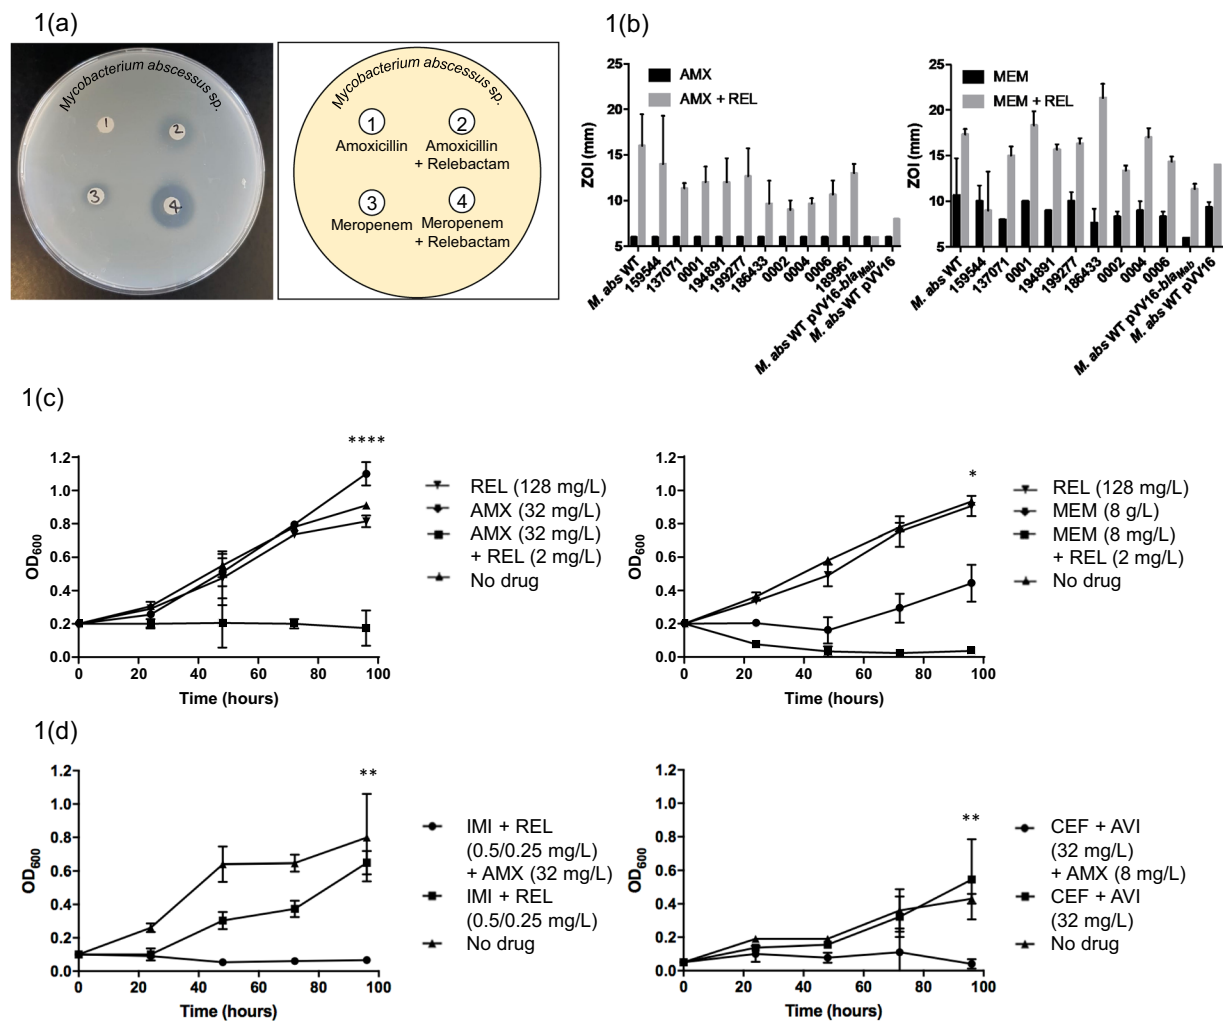 1(a)
Mycobacterium abscessus sp.
1
2
3
4
Mycobacterium abscessus sp.
1
Amoxicillin
2
Amoxicillin
+ Relebactam
3
Meropenem
4
Meropenem
+ Relebactam
1(b)
25
20
15
10
5
ZOI (mm)
AMX
AMX + REL
M. abs WT
159544
137071
0001
194891
199277
186433
0002
0004
0006
189961
M. abs WT pVV16-blaMab
M. abs WT pVV16
25
20
15
10
5
ZOI (mm)
MEM
MEM + REL
M. abs WT
159544
137071
0001
194891
199277
186433
0002
0004
0006
M. abs WT pVV16-blaMab
M. abs WT pVV16
1(c)
1.2
1.0
0.8
0.6
0.4
0.2
0.0
OD600
0 20 40 60 80 100
Time (hours)
****
REL (128 mg/L)
AMX (32 mg/L)
AMX (32 mg/L)
+ REL (2 mg/L)
No drug
1.2
1.0
0.8
0.6
0.4
0.2
0.0
OD600
0 20 40 60 80 100
Time (hours)
*
REL (128 mg/L)
MEM (8 g/L)
MEM (8 mg/L)
+ REL (2 mg/L)
No drug
1(d)
1.2
1.0
0.8
0.6
0.4
0.2
0.0
OD600
0 20 40 60 80 100
Time (hours)
**
IMI + REL
(0.5/0.25 mg/L)
+ AMX (32 mg/L)
IMI + REL
(0.5/0.25 mg/L)
No drug
1.2
1.0
0.8
0.6
0.4
0.2
0.0
OD600
0 20 40 60 80 100
Time (hours)
**
CEF + AVI
(32 mg/L)
+ AMX (8 mg/L)
CEF + AVI
(32 mg/L)
No drug